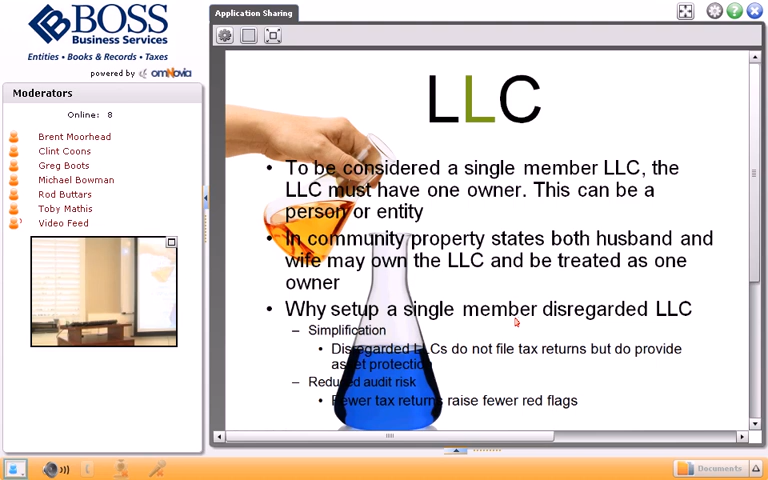 BOSS
Business Services
Entities • Books & Records • Taxes
powered by omNovia
Moderators
Online: 8
Brent Moorhead
Clint Coons
Greg Boots
Michael Bowman
Rod Buttars
Toby Mathis
Video Feed
Application Sharing
LLC
• To be considered a single member LLC, the
LLC must have one owner. This can be a
person or entity
• In community property states both husband and
wife may own the LLC and be treated as one
owner
• Why setup a single member disregarded LLC
– Simplification
• Disregarded LLCs do not file tax returns but do provide
asset protection
– Reduced audit risk
• Fewer tax returns raise fewer red flags
Documents